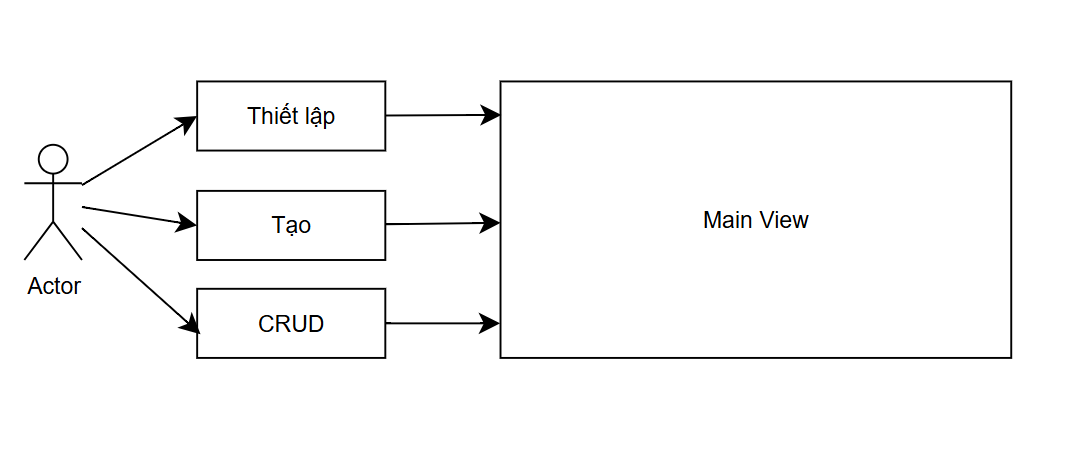 Thiết lập
Tạo
Main View
Actor
CRUD